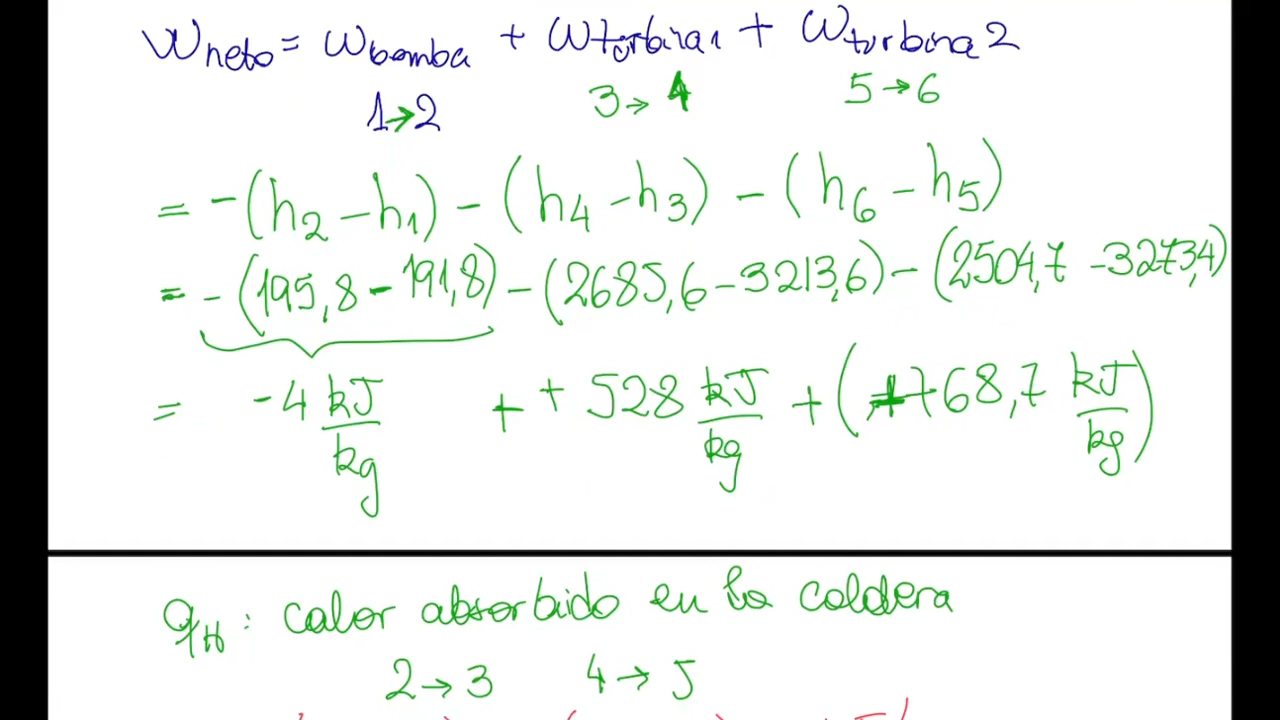 Wneto = Wbomba + Wturbina1 + Wturbina2
1→2 3→4 5→6
= -(h2 - h1) - (h4 - h3) - (h6 - h5)
= -(195,8 - 191,8) - (2685,6 - 3213,6) - (2504,7 - 3273,4)
= -4 kJ/kg + + 528 kJ/kg + (+768,7 kJ/kg)
qH: calor absorbido en la caldera
2→3 4→5